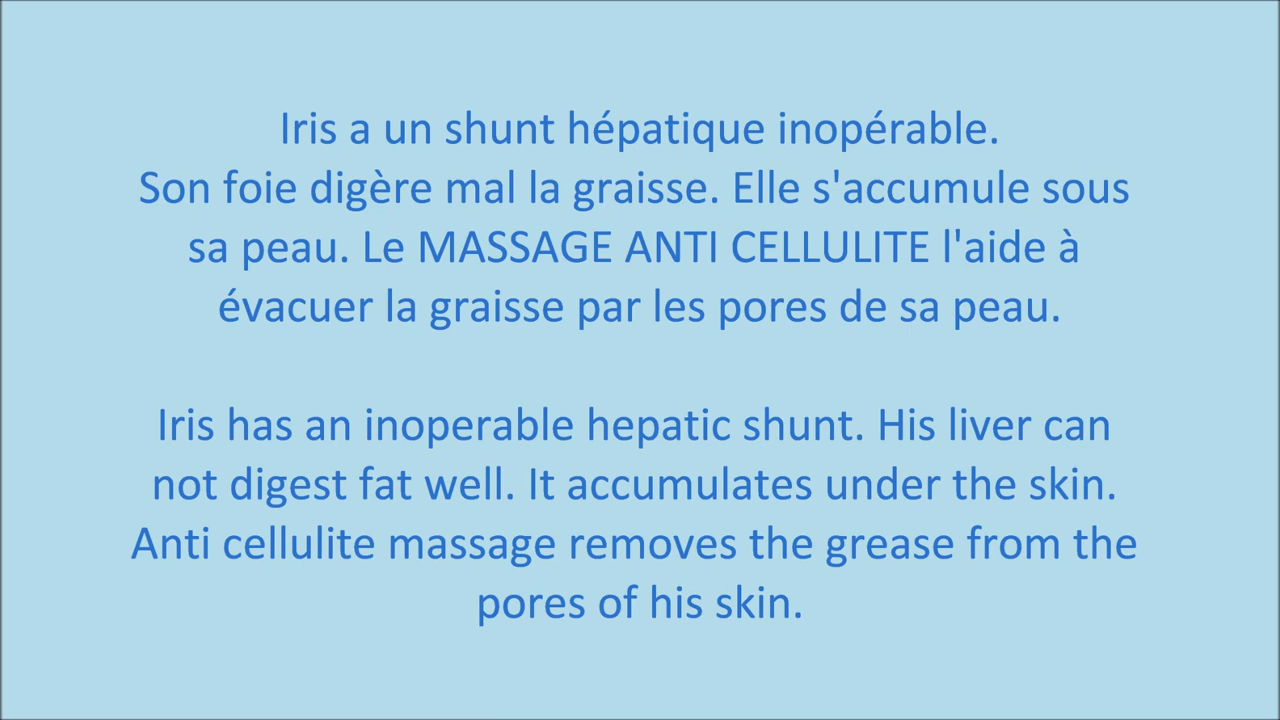 Iris a un shunt hépatique inopérable.
Son foie digère mal la graisse. Elle s'accumule sous
sa peau. Le MASSAGE ANTI CELLULITE l'aide à
évacuer la graisse par les pores de sa peau.
Iris has an inoperable hepatic shunt. His liver can
not digest fat well. It accumulates under the skin.
Anti cellulite massage removes the grease from the
pores of his skin.